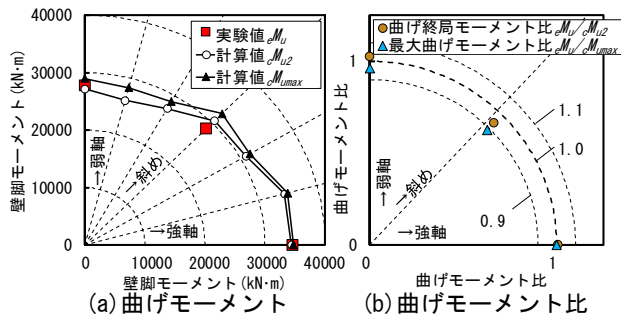 40000
30000
20000
10000
0
壁脚モーメント(kN·m)
実験値 eMu
計算値 cMu2
計算値 cMumax
→弱軸
→斜め
→強軸
0 10000 20000 30000 40000
壁脚モーメント(kN·m)
(a)曲げモーメント
曲げ終局モーメント比 eMu/cMu2
最大曲げモーメント比 eMu/cMumax
1
0
曲げモーメント比
→弱軸
→斜め
→強軸
1.1
1.0
0.9
0 1
曲げモーメント比
(b)曲げモーメント比